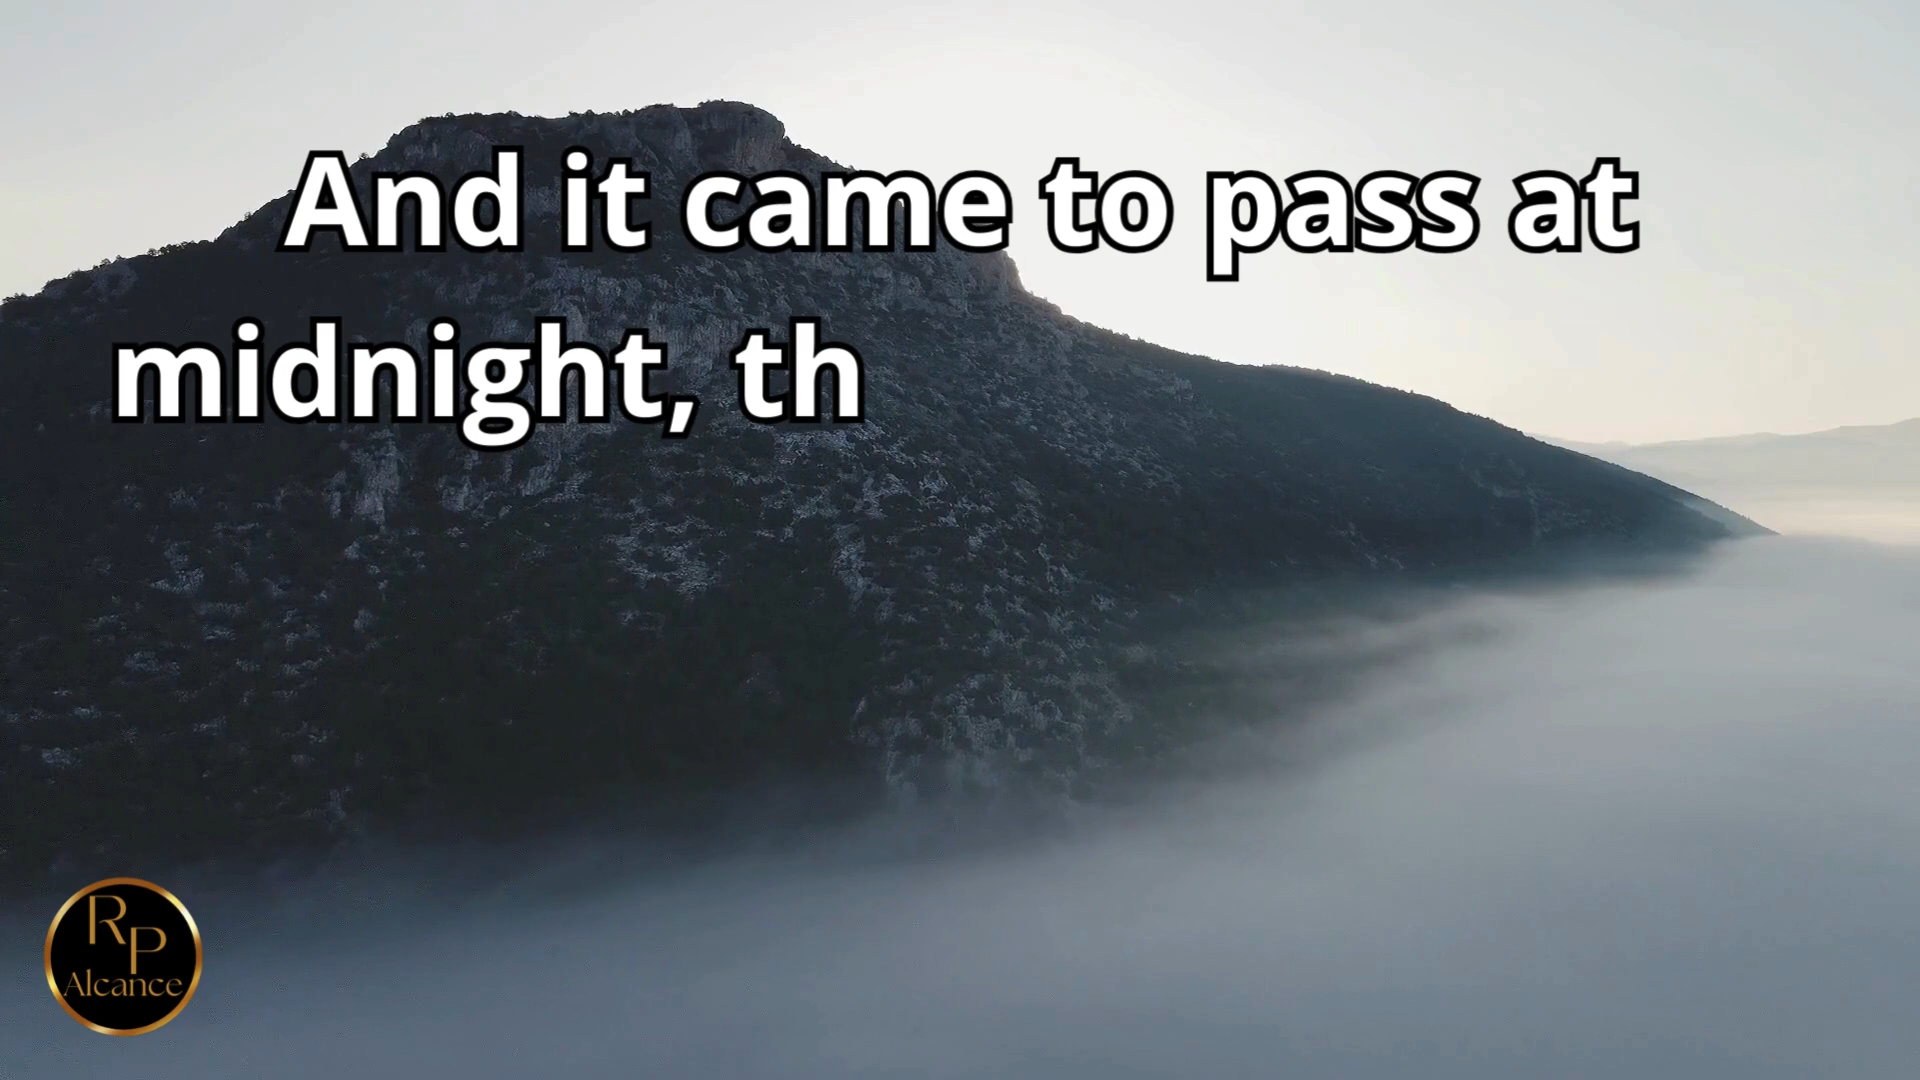 And it came to pass at
midnight, th
RP
Alcance